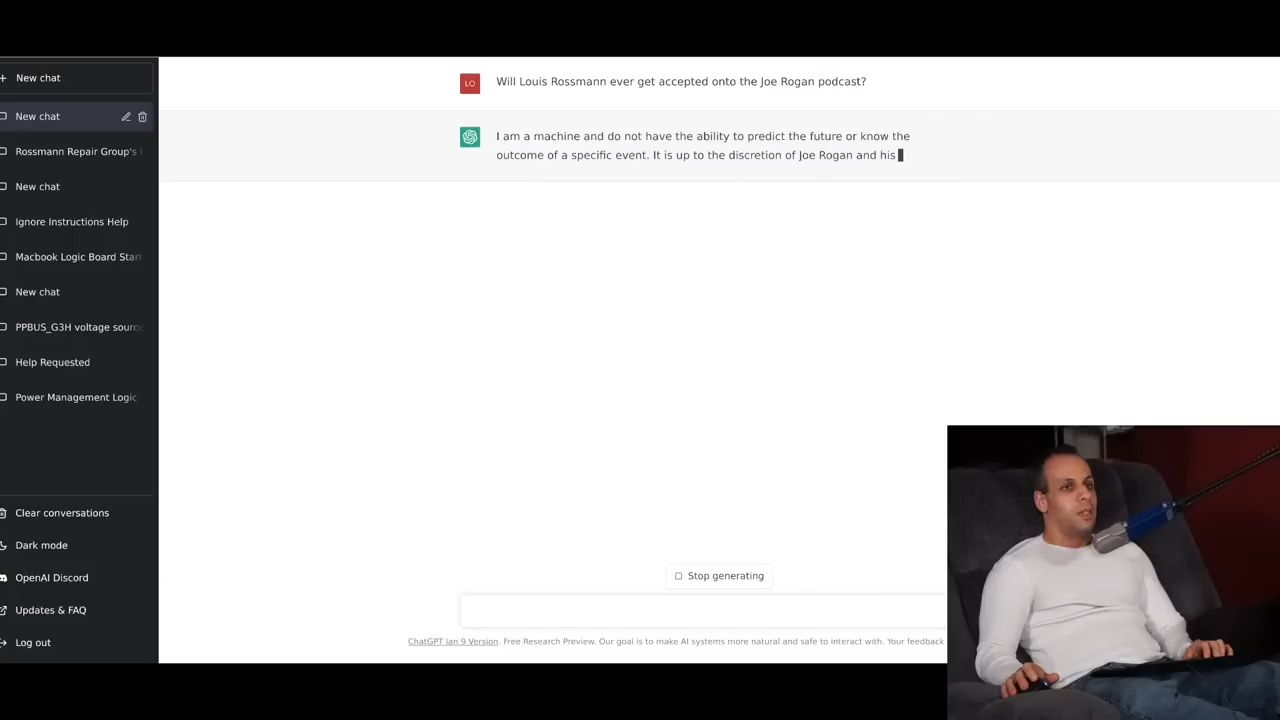 New chat
New chat
Rossmann Repair Group's
New chat
Ignore Instructions Help
Macbook Logic Board Start
New chat
PPBUS_G3H voltage source
Help Requested
Power Management Logic
Clear conversations
Dark mode
OpenAI Discord
Updates & FAQ
Log out
LO
Will Louis Rossmann ever get accepted onto the Joe Rogan podcast?
I am a machine and do not have the ability to predict the future or know the
outcome of a specific event. It is up to the discretion of Joe Rogan and his
Stop generating
ChatGPT Jan 9 Version. Free Research Preview. Our goal is to make AI systems more natural and safe to interact with. Your feedback